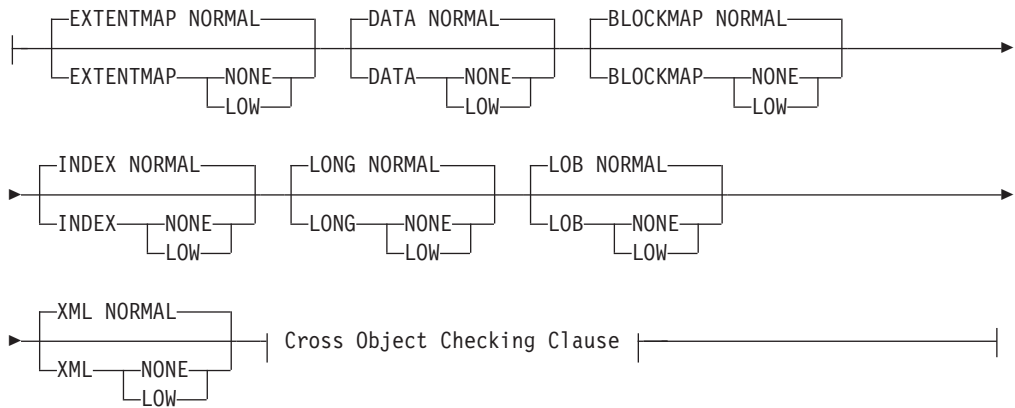 EXTENTMAP NORMAL DATA NORMAL BLOCKMAP NORMAL
EXTENTMAP NONE DATA NONE BLOCKMAP NONE
LOW LOW LOW
INDEX NORMAL LONG NORMAL LOB NORMAL
INDEX NONE LONG NONE LOB NONE
LOW LOW LOW
XML NORMAL
Cross Object Checking Clause
XML NONE
LOW